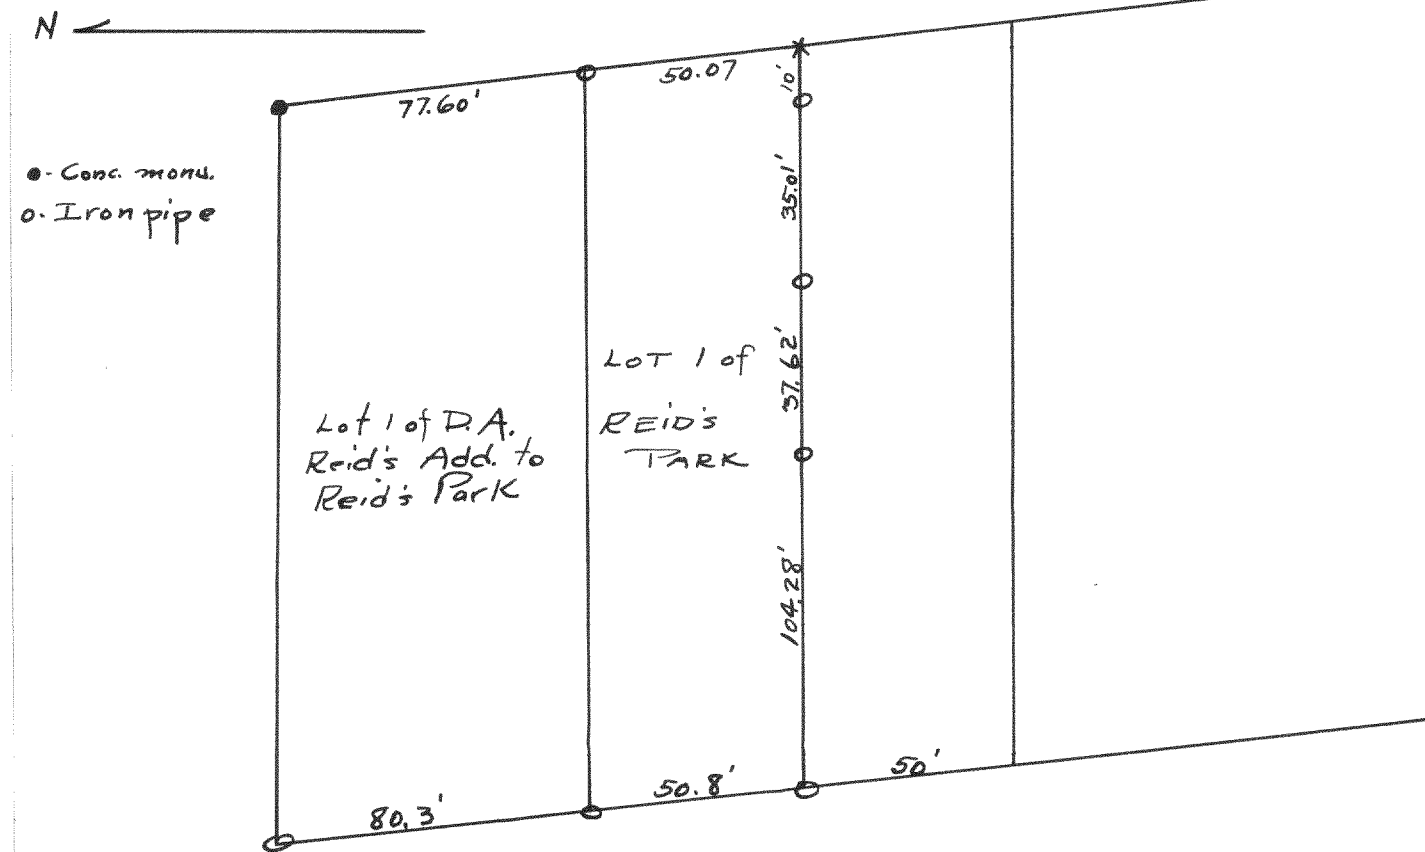 N
77.60'
50.07
10'
●- Conc. monu.
o- Iron pipe
35.01'
37.62'
104.28'
Lot 1 of D.A.
Reid's Add. to
Reid's Park
LOT 1 of
REID'S
PARK
80.3'
50.8'
50'